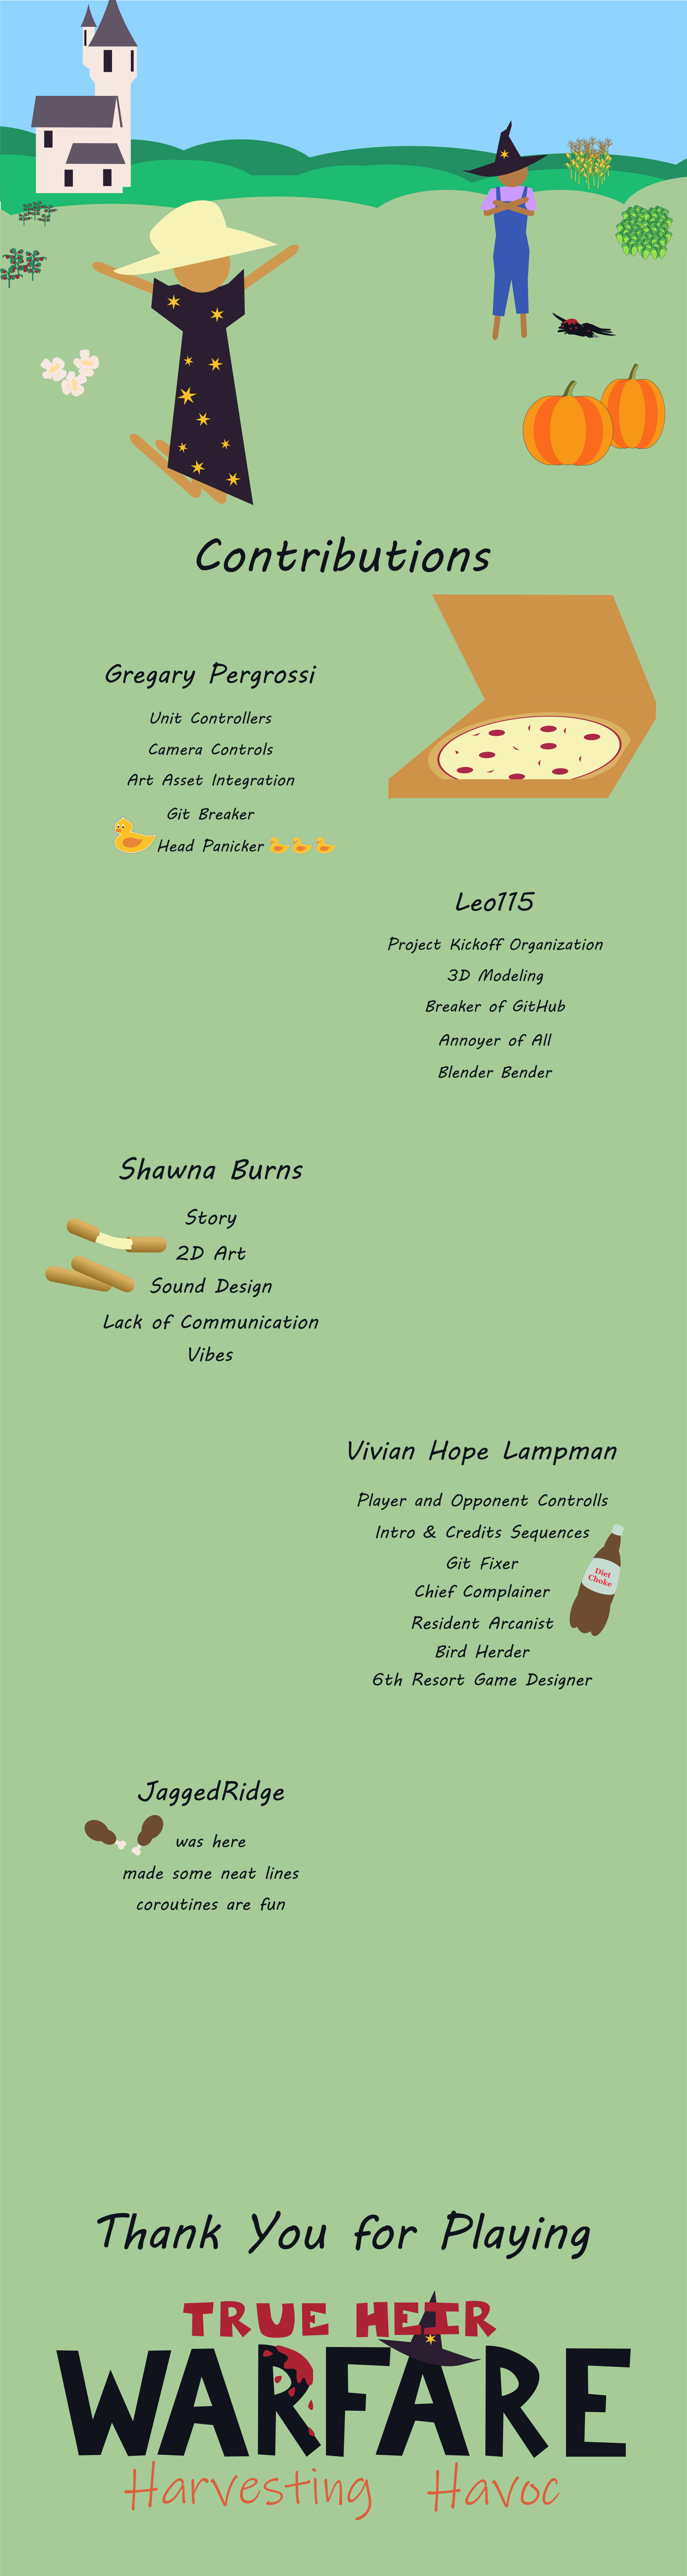 Contributions
Gregary Pergrossi
Unit Controllers
Camera Controls
Art Asset Integration
Git Breaker
Head Panicker
Leo115
Project Kickoff Organization
3D Modeling
Breaker of GitHub
Annoyer of All
Blender Bender
Shawna Burns
Story
2D Art
Sound Design
Lack of Communication
Vibes
Vivian Hope Lampman
Player and Opponent Controlls
Intro & Credits Sequences
Git Fixer
Chief Complainer
Resident Arcanist
Bird Herder
6th Resort Game Designer
Diet
Choke
JaggedRidge
was here
made some neat lines
coroutines are fun
Thank You for Playing
TRUE HEIR
WARFARE
Harvesting Havoc